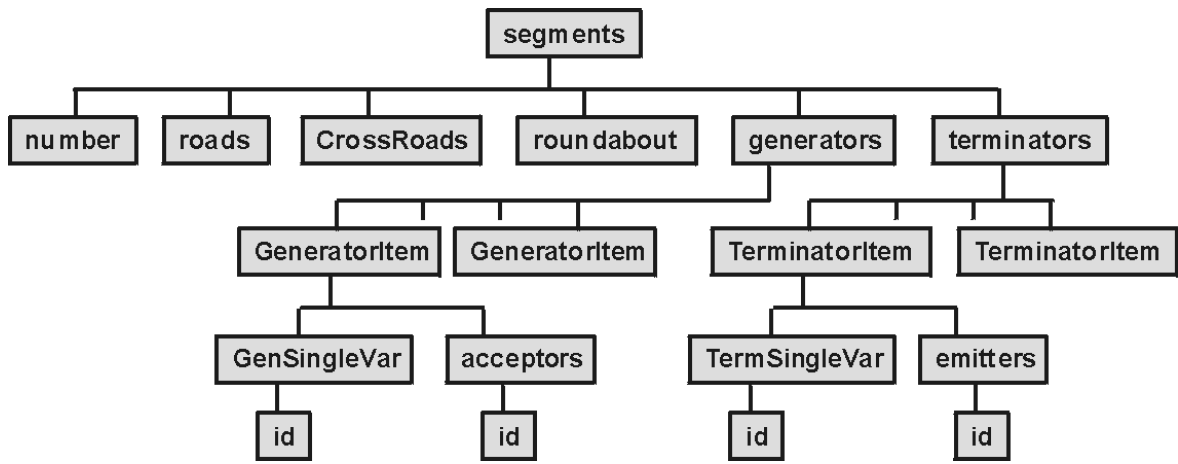 segments
number roads CrossRoads roundabout generators terminators
GeneratorItem GeneratorItem TerminatorItem TerminatorItem
GenSingleVar acceptors TermSingleVar emitters
id id id id